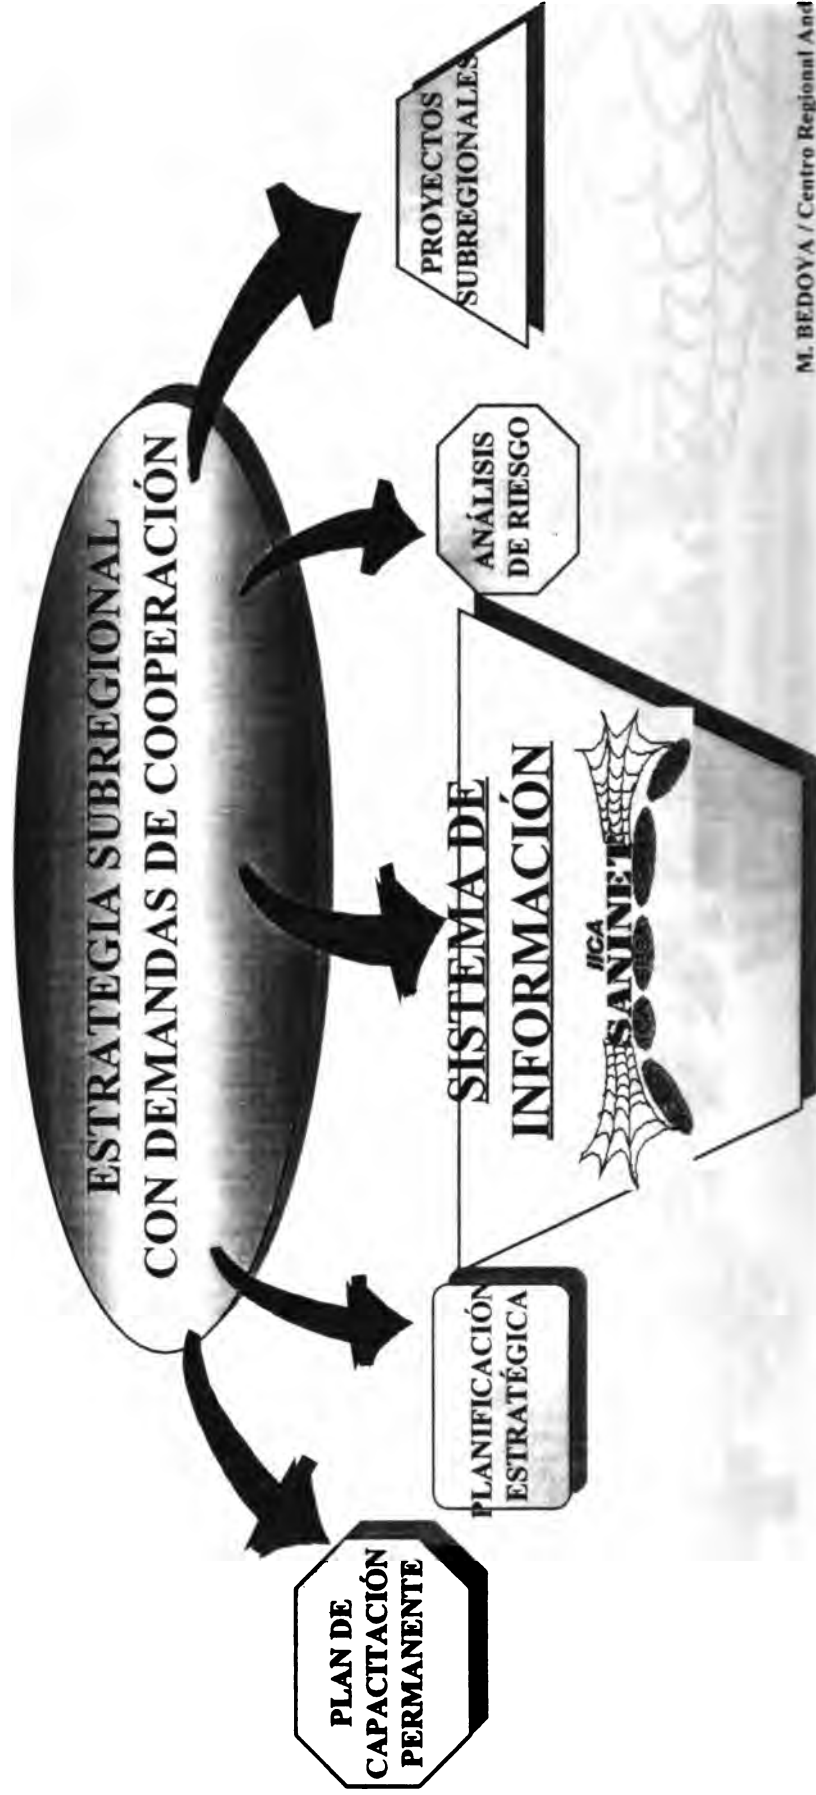 ESTRATEGIA SUBREGIONAL
CON DEMANDAS DE COOPERACIÓN
PLAN DE
CAPACITACIÓN
PERMANENTE
PLANIFICACIÓN
ESTRATÉGICA
SISTEMA DE
INFORMACIÓN
IICA
SANINET
ANÁLISIS
DE RIESGO
PROYECTOS
SUBREGIONALES
M. BEDOYA / Centro Regional And